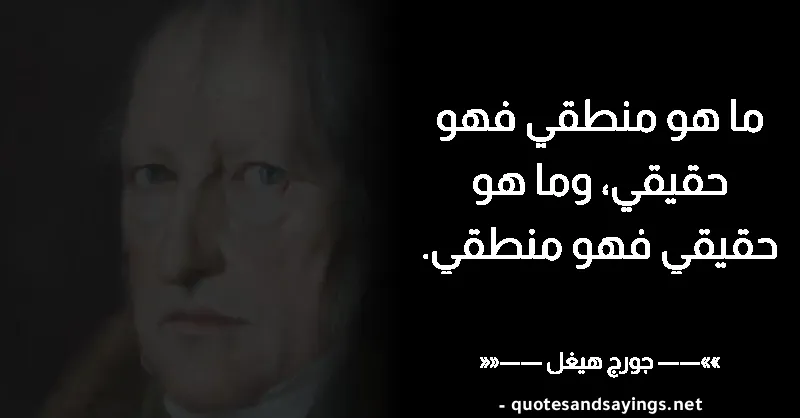 ما هو منطقي فهو
حقيقي، وما هو
حقيقي فهو منطقي.
»»—— جورج هيغل ——««
- quotesandsayings.net